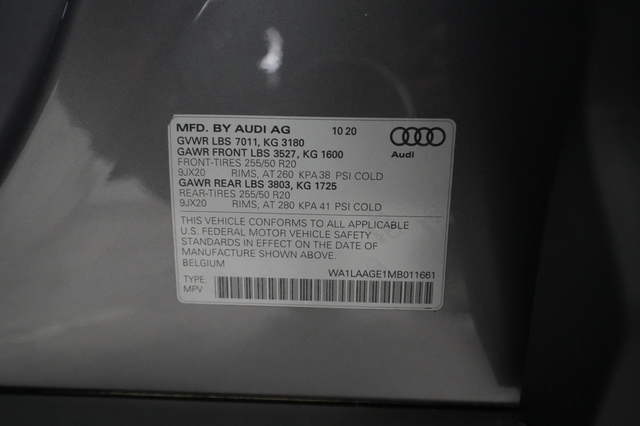 MFD. BY AUDI AG 10 20
GVWR LBS 7011, KG 3180
GAWR FRONT LBS 3527, KG 1600
FRONT-TIRES 255/50 R20
9JX20 RIMS, AT 260 KPA 38 PSI COLD
GAWR REAR LBS 3803, KG 1725
REAR-TIRES 255/50 R20
9JX20 RIMS, AT 280 KPA 41 PSI COLD
Audi
THIS VEHICLE CONFORMS TO ALL APPLICABLE
U.S. FEDERAL MOTOR VEHICLE SAFETY
STANDARDS IN EFFECT ON THE DATE OF
MANUFACTURE SHOWN ABOVE.
BELGIUM
WA1LAAGE1MB011661
TYPE:
MPV